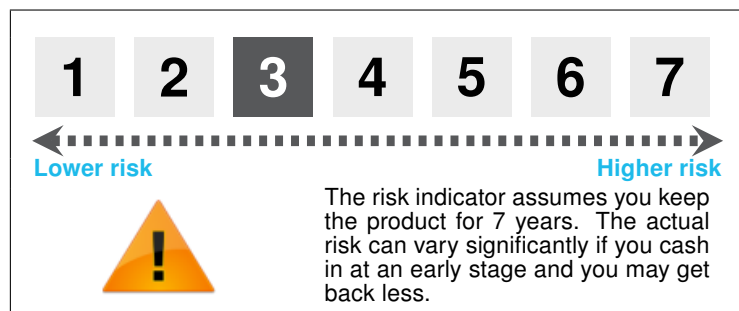 1 2 3 4 5 6 7
Lower risk Higher risk
!
The risk indicator assumes you keep
the product for 7 years. The actual
risk can vary significantly if you cash
in at an early stage and you may get
back less.